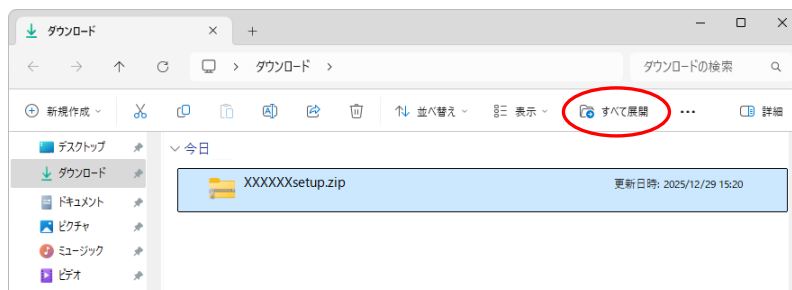 ダウンロード
ダウンロード
ダウンロードの検索
新規作成
並べ替え
表示
すべて展開
詳細
デスクトップ
ダウンロード
ドキュメント
ピクチャ
ミュージック
ビデオ
今日
XXXXXXsetup.zip
更新日時: 2025/12/29 15:20